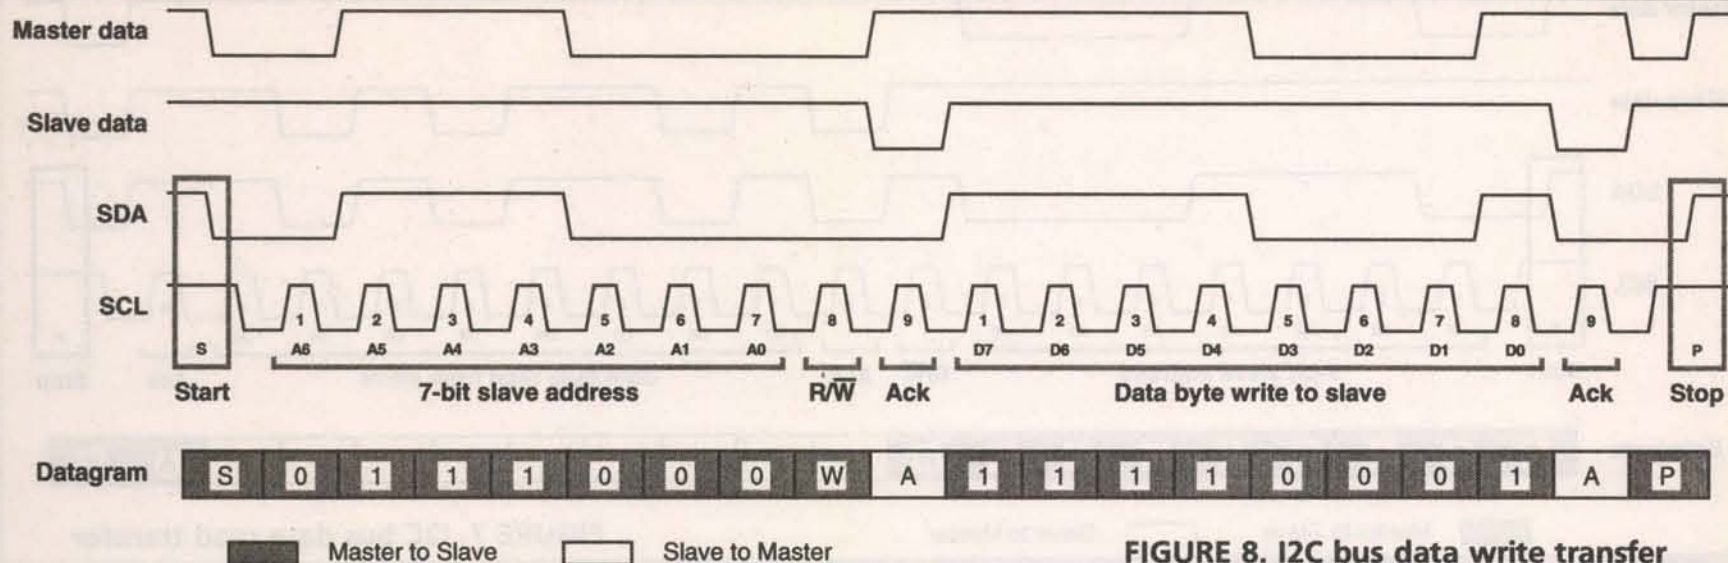 Master data
Slave data
SDA
SCL
1 2 3 4 5 6 7 8 9 1 2 3 4 5 6 7 8 9
S A6 A5 A4 A3 A2 A1 A0 D7 D6 D5 D4 D3 D2 D1 D0 P
Start 7-bit slave address R/W̅ Ack Data byte write to slave Ack Stop
Datagram S 0 1 1 1 0 0 0 W A 1 1 1 1 0 0 0 1 A P
Master to Slave Slave to Master FIGURE 8. I2C bus data write transfer